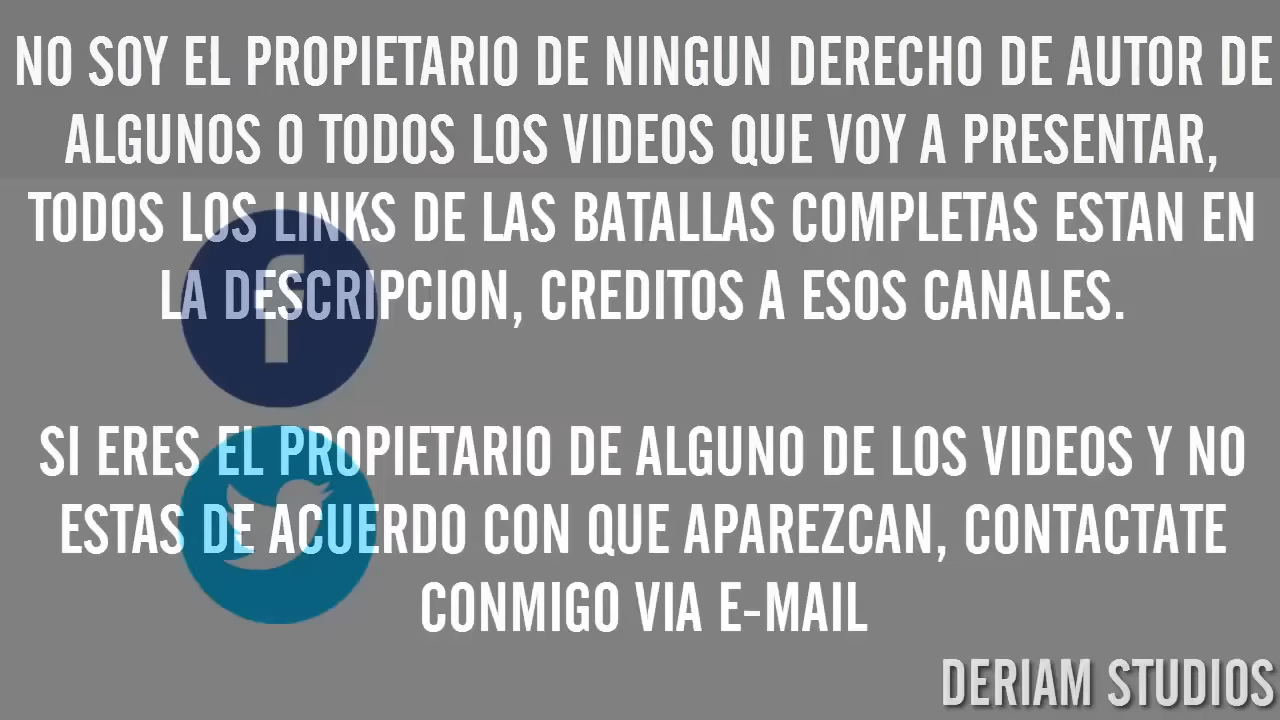 NO SOY EL PROPIETARIO DE NINGUN DERECHO DE AUTOR DE
ALGUNOS O TODOS LOS VIDEOS QUE VOY A PRESENTAR,
TODOS LOS LINKS DE LAS BATALLAS COMPLETAS ESTAN EN
LA DESCRIPCION, CREDITOS A ESOS CANALES.
SI ERES EL PROPIETARIO DE ALGUNO DE LOS VIDEOS Y NO
ESTAS DE ACUERDO CON QUE APAREZCAN, CONTACTATE
CONMIGO VIA E-MAIL
DERIAM STUDIOS